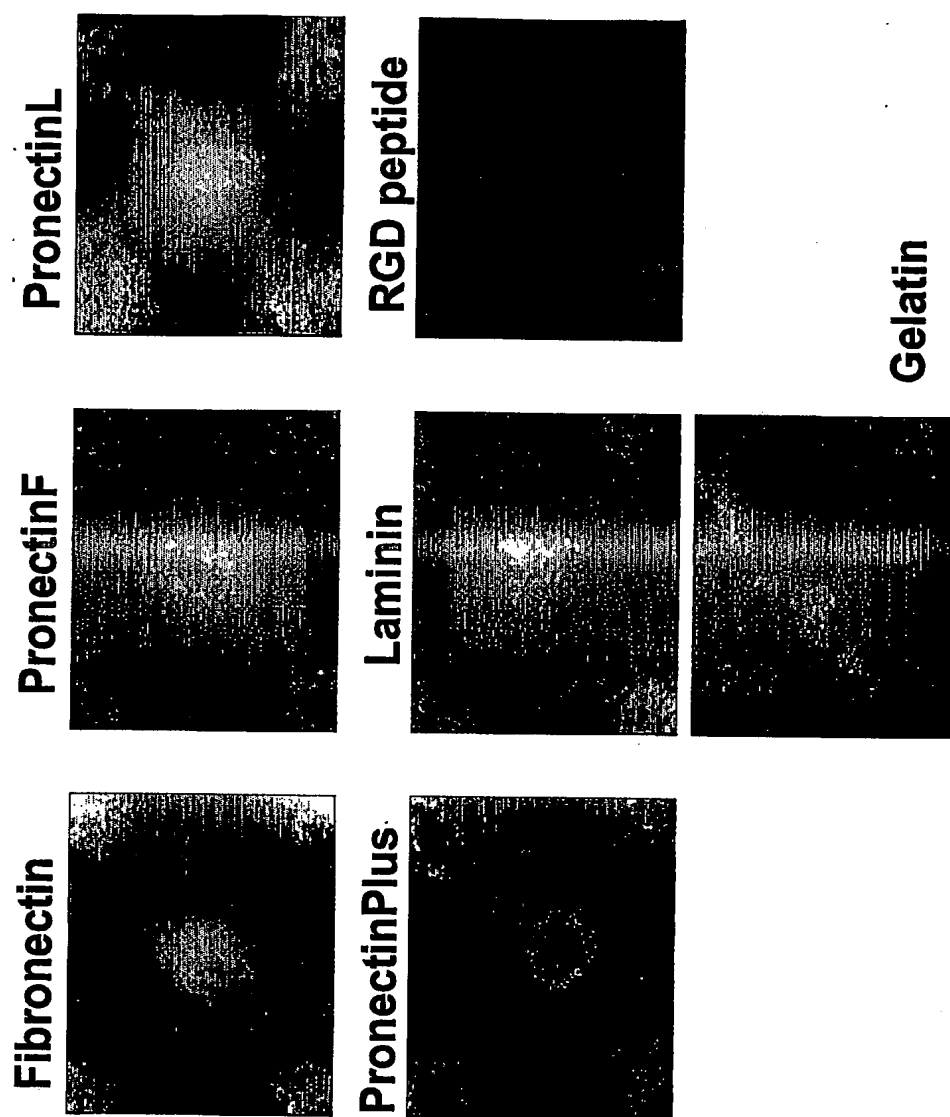 Fibronectin
PronectinF
PronectinL
PronectinPlus
Laminin
RGD peptide
Gelatin